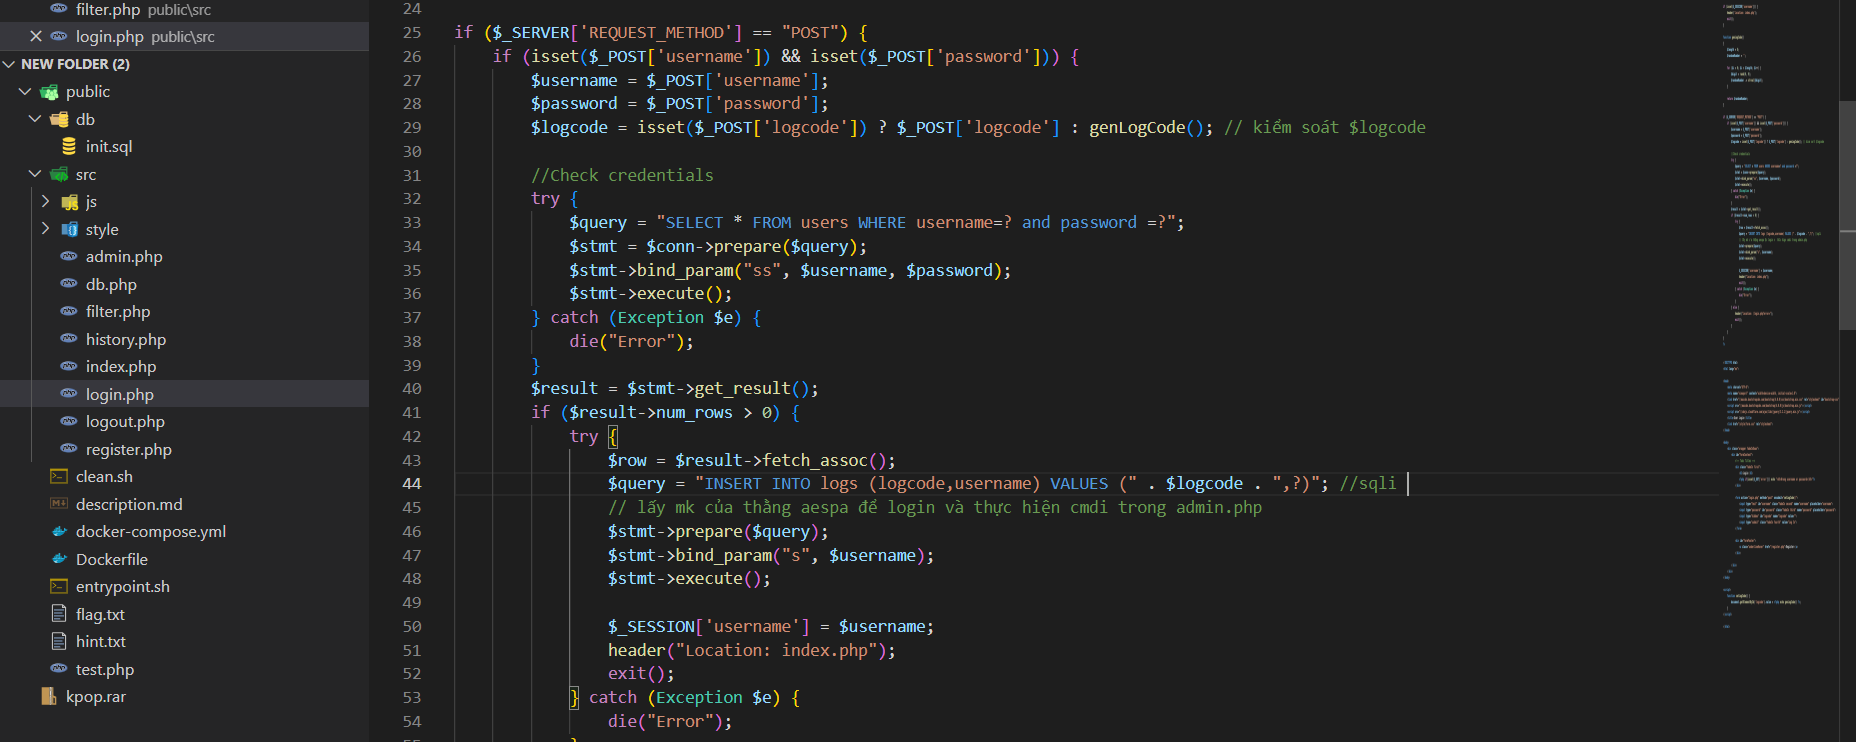 filter.php public\src
login.php public\src
NEW FOLDER (2)
public
db
init.sql
src
js
style
admin.php
db.php
filter.php
history.php
index.php
login.php
logout.php
register.php
clean.sh
description.md
docker-compose.yml
Dockerfile
entrypoint.sh
flag.txt
hint.txt
test.php
kpop.rar
24
25 if ($_SERVER['REQUEST_METHOD'] == "POST") {
26 if (isset($_POST['username']) && isset($_POST['password'])) {
27 $username = $_POST['username'];
28 $password = $_POST['password'];
29 $logcode = isset($_POST['logcode']) ? $_POST['logcode'] : genLogCode(); // kiểm soát $logcode
30
31 //Check credentials
32 try {
33 $query = "SELECT * FROM users WHERE username=? and password =?";
34 $stmt = $conn->prepare($query);
35 $stmt->bind_param("ss", $username, $password);
36 $stmt->execute();
37 } catch (Exception $e) {
38 die("Error");
39 }
40 $result = $stmt->get_result();
41 if ($result->num_rows > 0) {
42 try {
43 $row = $result->fetch_assoc();
44 $query = "INSERT INTO logs (logcode,username) VALUES (" . $logcode . ",?)"; //sqli
45 // lấy mk của thằng aespa để login và thực hiện cmdi trong admin.php
46 $stmt->prepare($query);
47 $stmt->bind_param("s", $username);
48 $stmt->execute();
49
50 $_SESSION['username'] = $username;
51 header("Location: index.php");
52 exit();
53 } catch (Exception $e) {
54 die("Error");